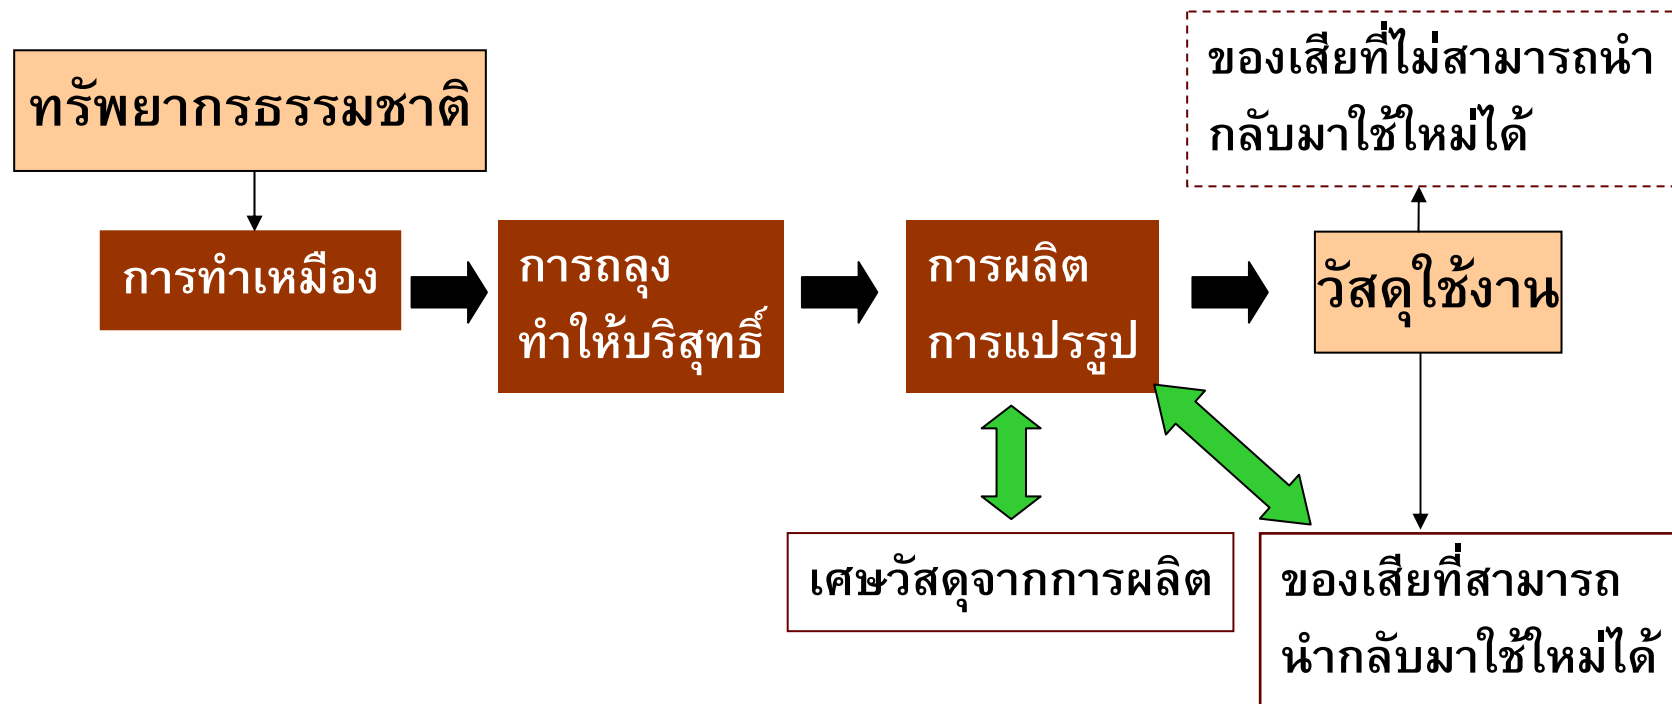 ทรัพยากรธรรมชาติ
ของเสียที่ไม่สามารถนำ
กลับมาใช้ใหม่ได้
การทำเหมือง
การถลุง
ทำให้บริสุทธิ์
การผลิต
การแปรรูป
วัสดุใช้งาน
เศษวัสดุจากการผลิต
ของเสียที่สามารถ
นำกลับมาใช้ใหม่ได้